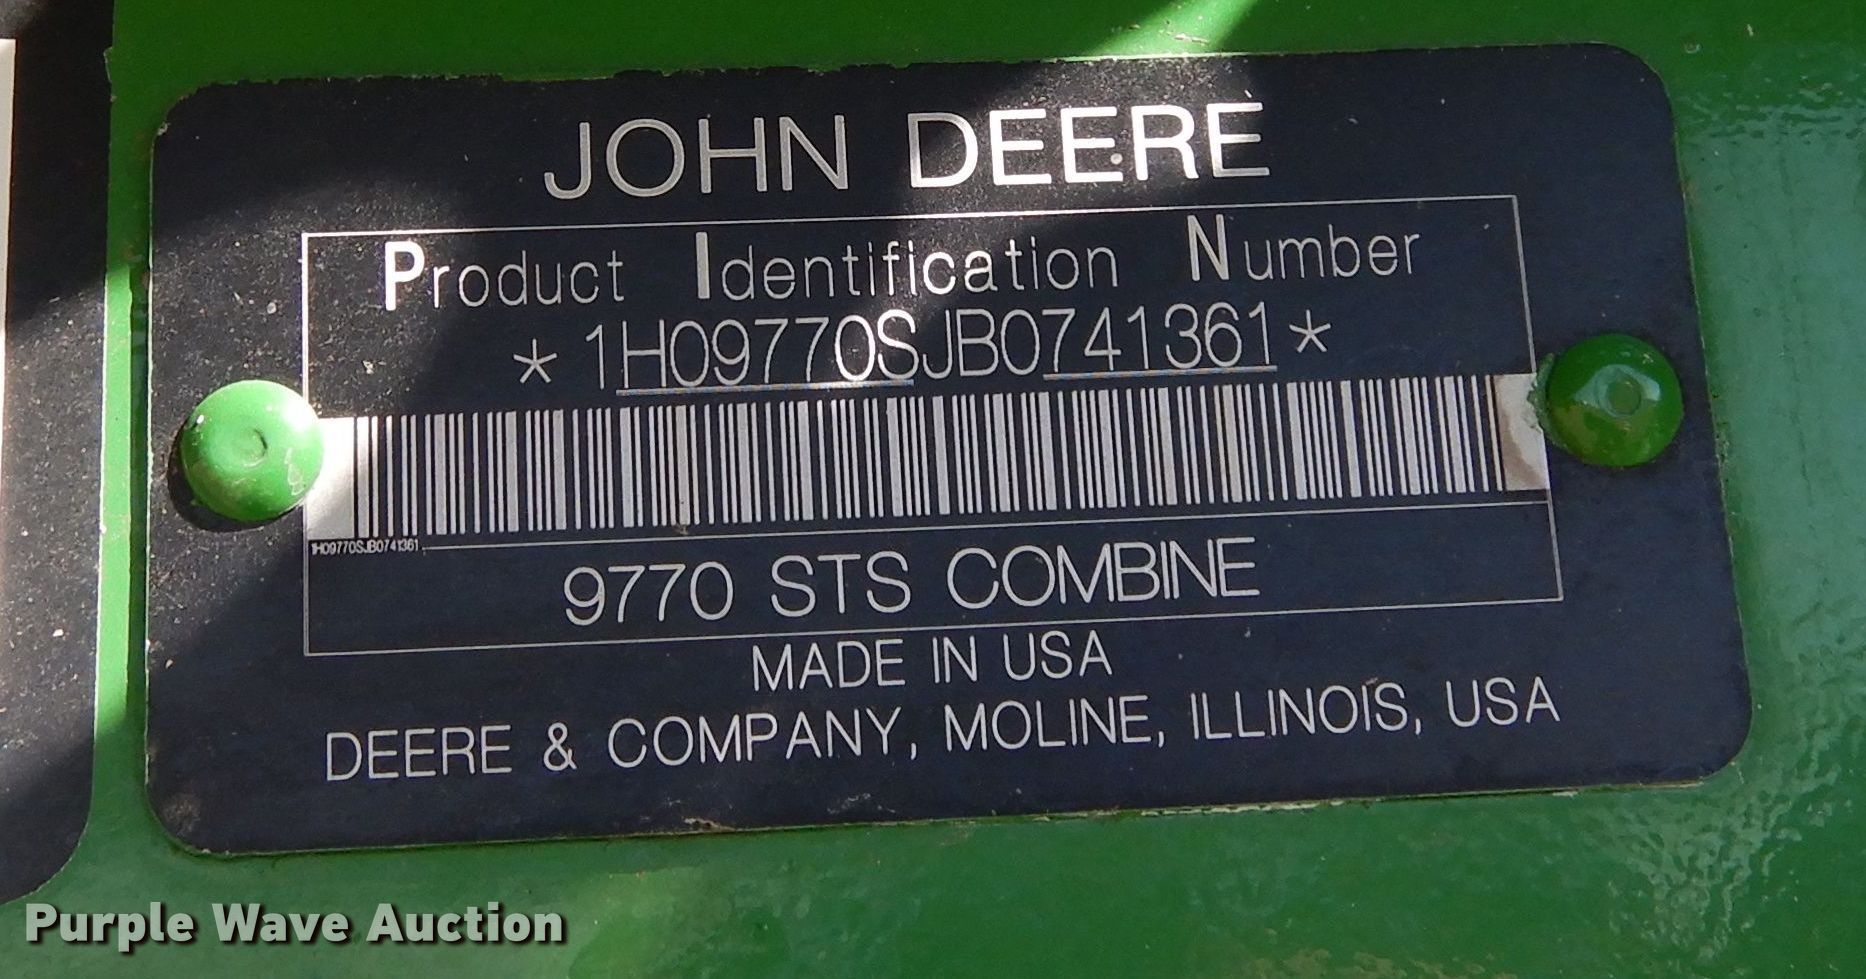 JOHN DEERE
Product Identification Number
*1H09770SJB0741361*
1H09770SJB0741361
9770 STS COMBINE
MADE IN USA
DEERE & COMPANY, MOLINE, ILLINOIS, USA
Purple Wave Auction